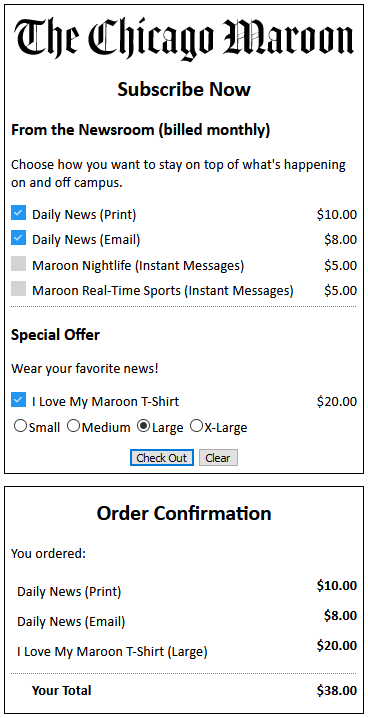 The Chicago Maroon
Subscribe Now
From the Newsroom (billed monthly)
Choose how you want to stay on top of what's happening
on and off campus.
Daily News (Print) $10.00
Daily News (Email) $8.00
Maroon Nightlife (Instant Messages) $5.00
Maroon Real-Time Sports (Instant Messages) $5.00
Special Offer
Wear your favorite news!
I Love My Maroon T-Shirt $20.00
Small Medium Large X-Large
Check Out Clear
Order Confirmation
You ordered:
Daily News (Print) $10.00
Daily News (Email) $8.00
I Love My Maroon T-Shirt (Large) $20.00
Your Total $38.00